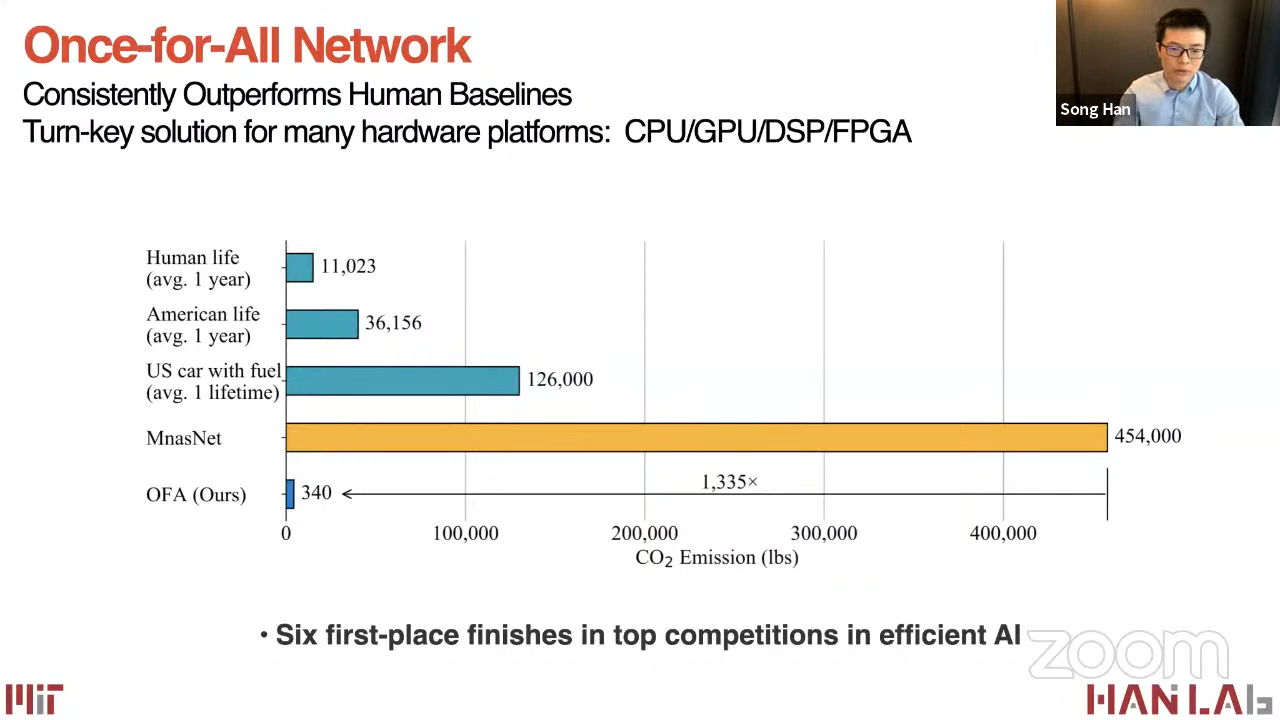 Once-for-All Network
Consistently Outperforms Human Baselines
Turn-key solution for many hardware platforms: CPU/GPU/DSP/FPGA
Song Han
Human life
(avg. 1 year)
11,023
American life
(avg. 1 year)
36,156
US car with fuel
(avg. 1 lifetime)
126,000
MnasNet
454,000
OFA (Ours)
340
1,335×
0
100,000
200,000
300,000
400,000
CO₂ Emission (lbs)
• Six first-place finishes in top competitions in efficient AI
zoom
MIT
HAN LAB